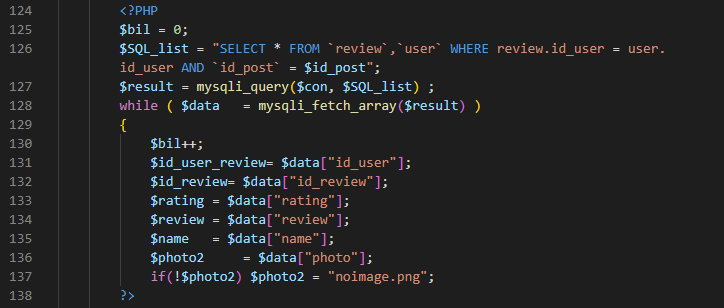 124 <?PHP
125 $bil = 0;
126 $SQL_list = "SELECT * FROM `review`,`user` WHERE review.id_user = user.
id_user AND `id_post` = $id_post";
127 $result = mysqli_query($con, $SQL_list) ;
128 while ( $data   = mysqli_fetch_array($result) )
129 {
130     $bil++;
131     $id_user_review= $data["id_user"];
132     $id_review= $data["id_review"];
133     $rating = $data["rating"];
134     $review = $data["review"];
135     $name   = $data["name"];
136     $photo2     = $data["photo"];
137     if(!$photo2) $photo2 = "noimage.png";
138 ?>